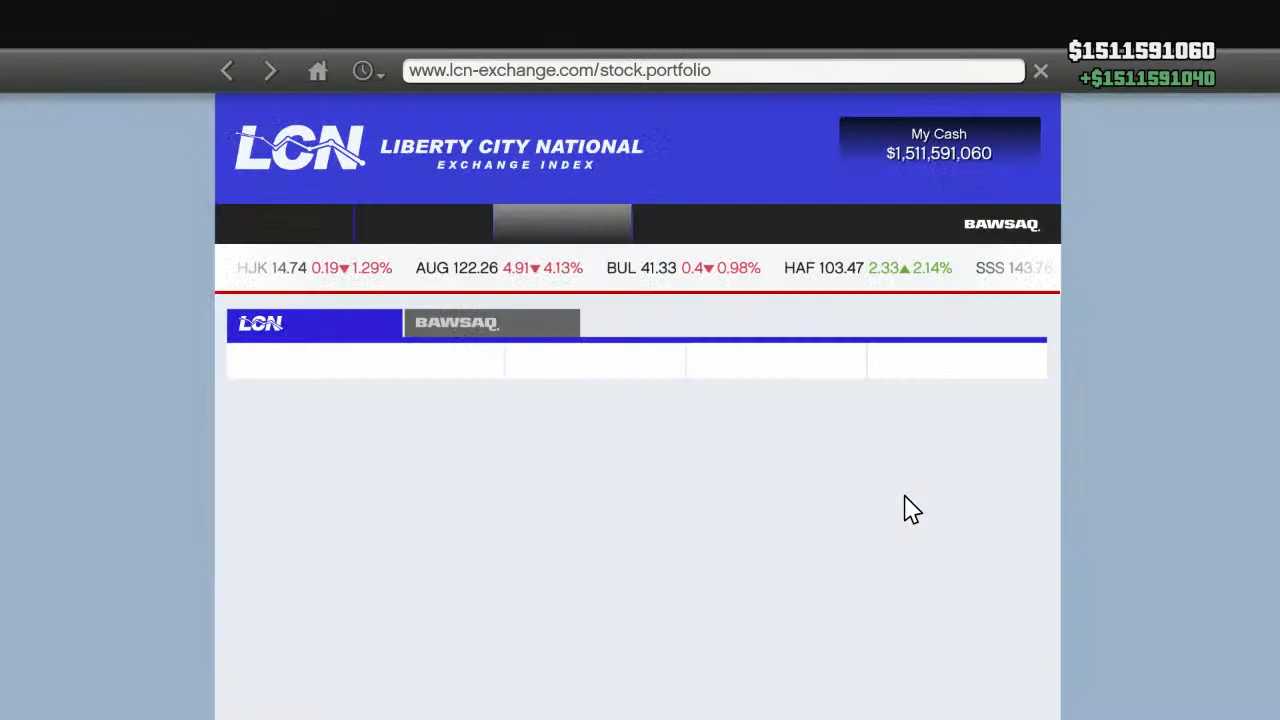 $1511591060
+$1511591040
www.lcn-exchange.com/stock.portfolio
LCN LIBERTY CITY NATIONAL
EXCHANGE INDEX
My Cash
$1,511,591,060
BAWSAQ
HJK 14.74 0.19▼1.29% AUG 122.26 4.91▼4.13% BUL 41.33 0.4▼0.98% HAF 103.47 2.33▲2.14% SSS 143.76
LCN BAWSAQ